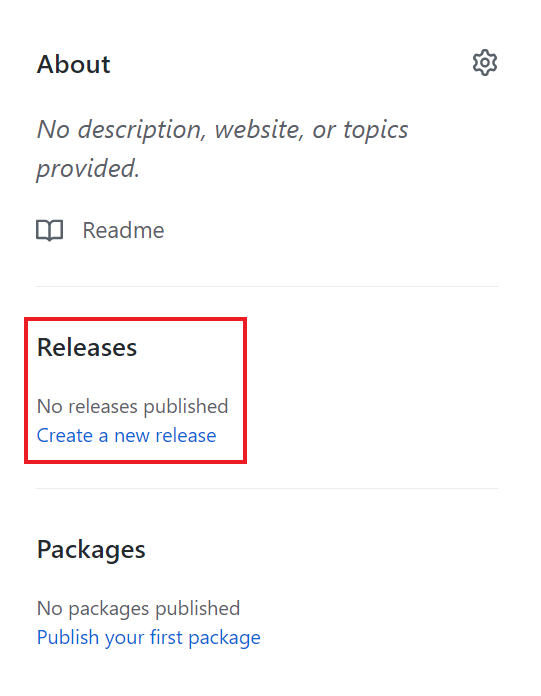 About
No description, website, or topics
provided.
Readme
Releases
No releases published
Create a new release
Packages
No packages published
Publish your first package